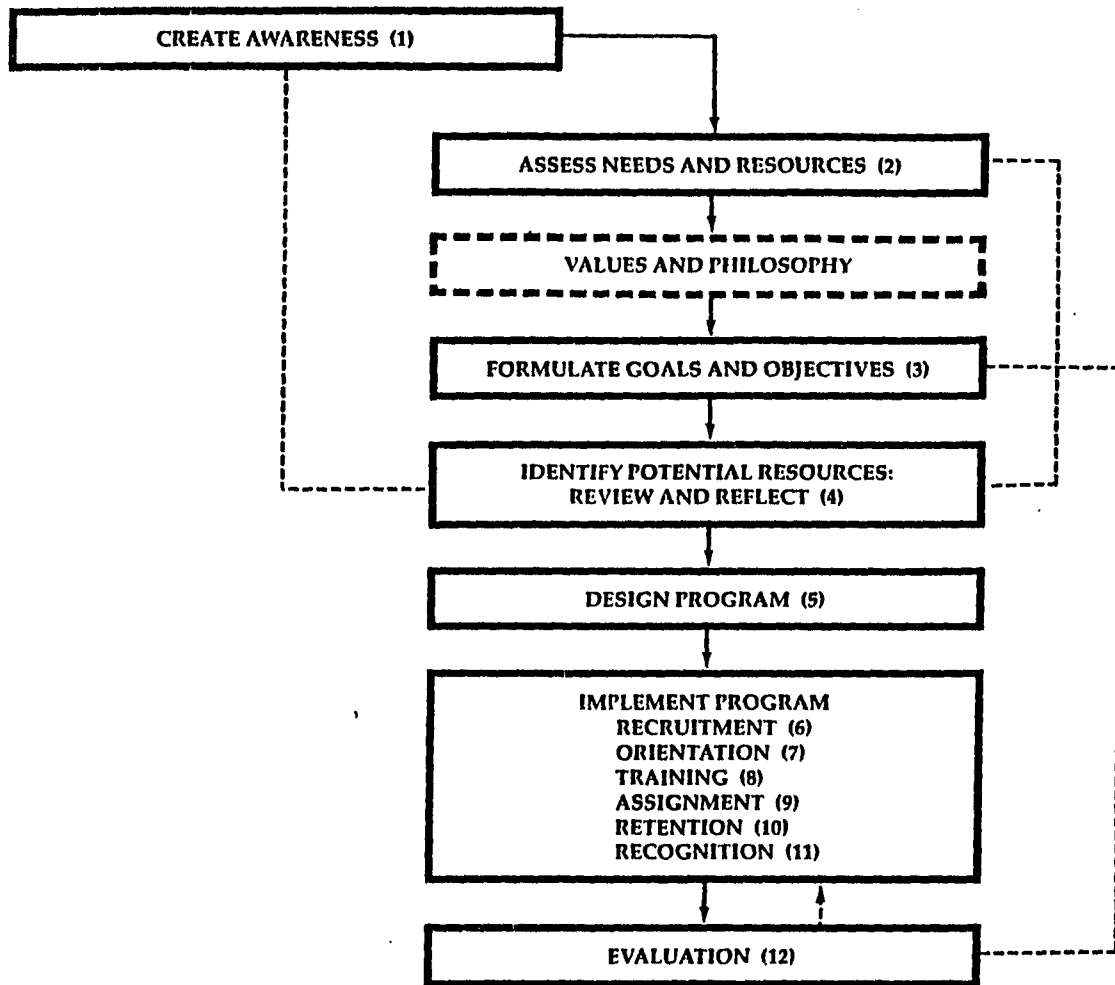 CREATE AWARENESS (1)
ASSESS NEEDS AND RESOURCES (2)
VALUES AND PHILOSOPHY
FORMULATE GOALS AND OBJECTIVES (3)
IDENTIFY POTENTIAL RESOURCES:
REVIEW AND REFLECT (4)
DESIGN PROGRAM (5)
IMPLEMENT PROGRAM
RECRUITMENT (6)
ORIENTATION (7)
TRAINING (8)
ASSIGNMENT (9)
RETENTION (10)
RECOGNITION (11)
EVALUATION (12)